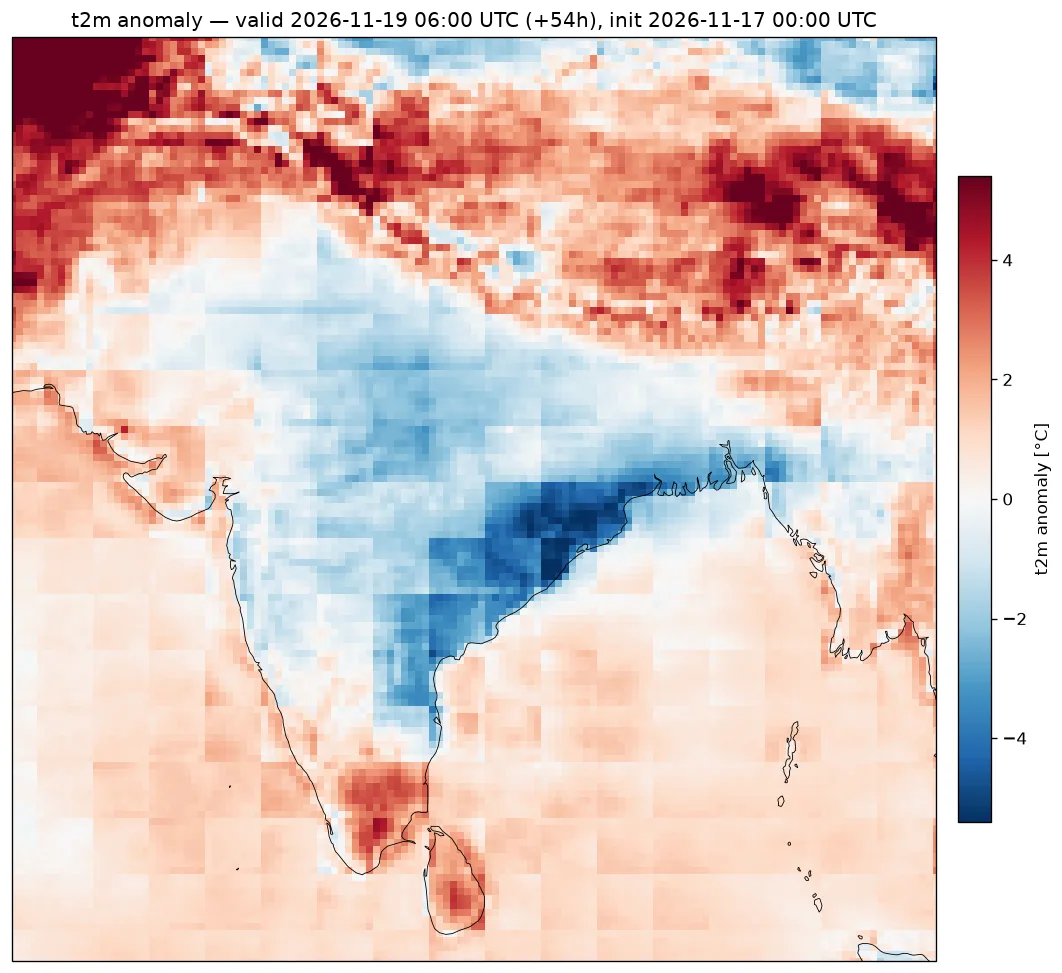 t2m anomaly — valid 2026-11-19 06:00 UTC (+54h), init 2026-11-17 00:00 UTC
4
2
0
−2
−4
t2m anomaly [°C]